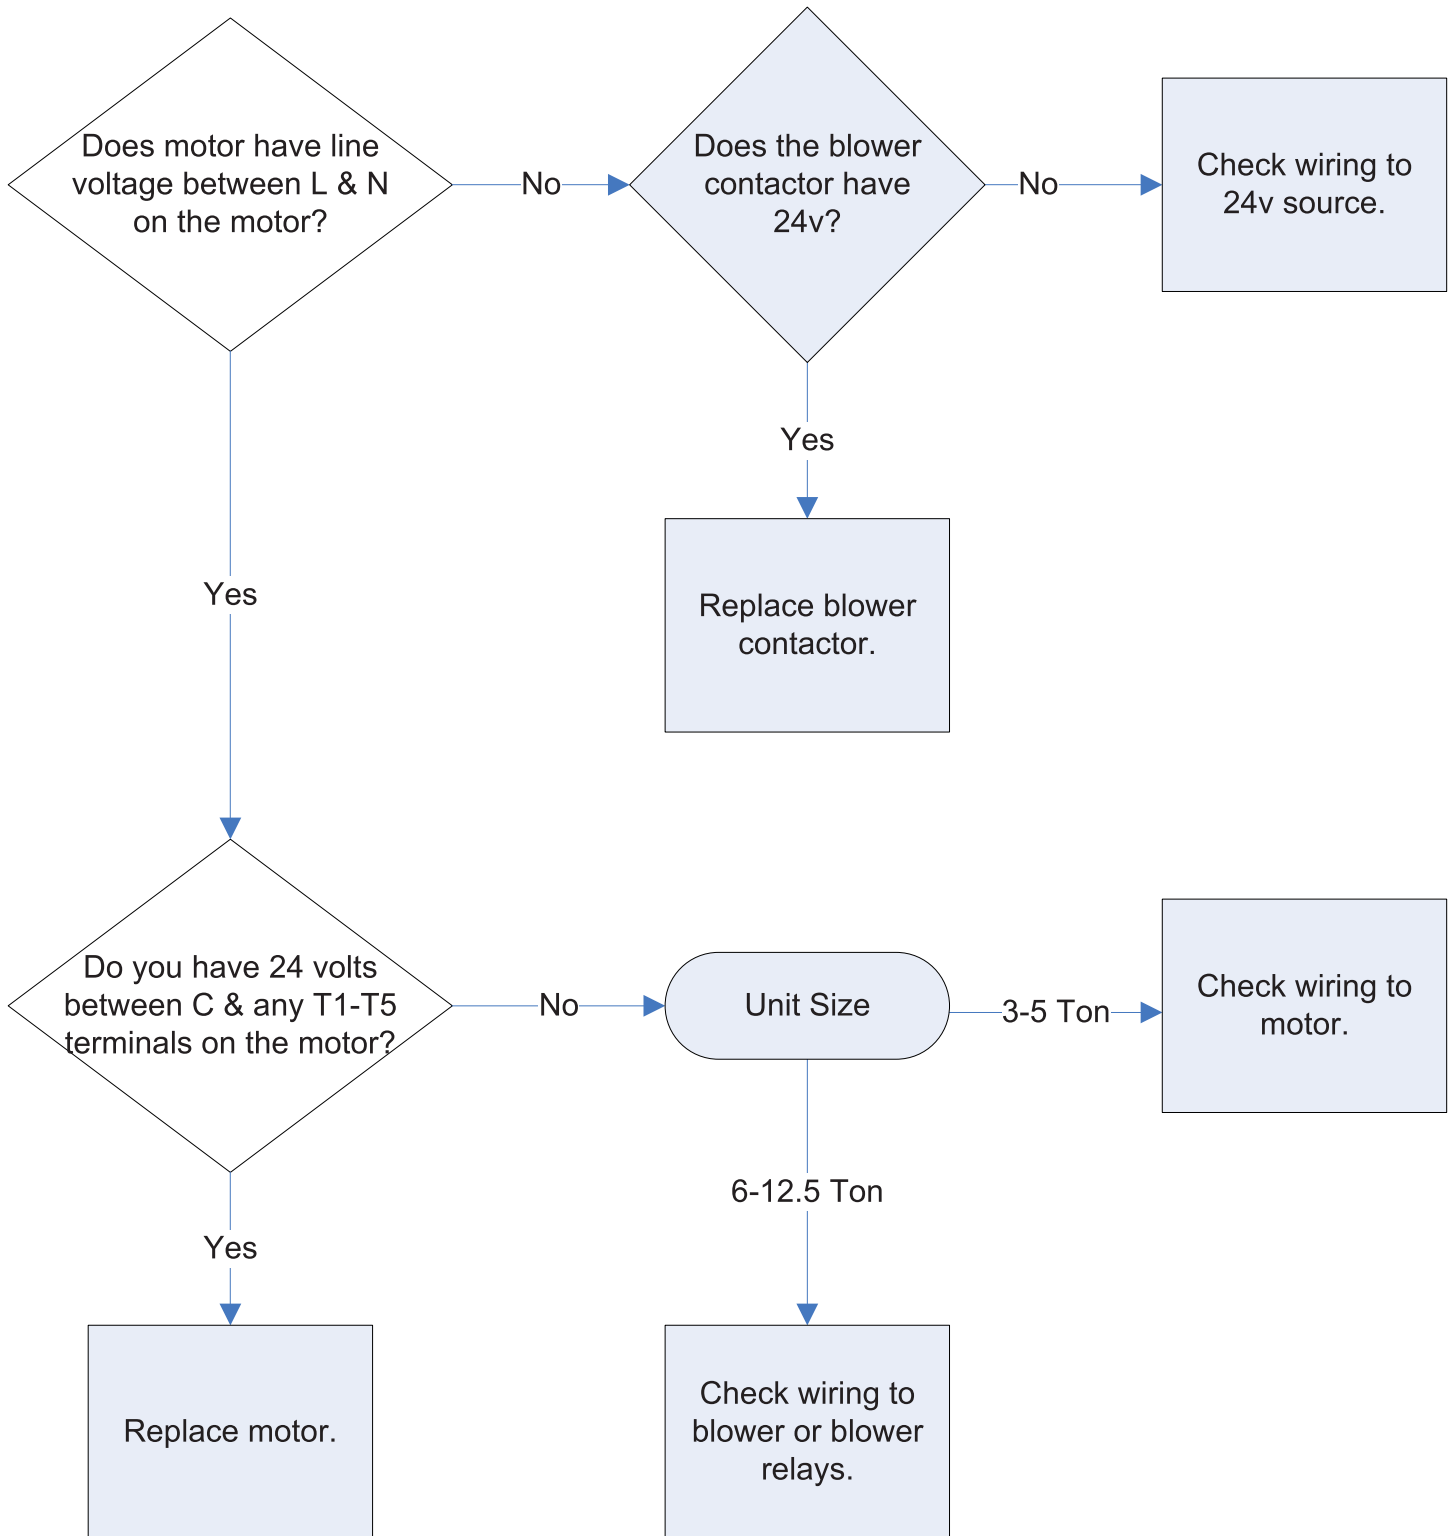 Does motor have line
voltage between L & N
on the motor?
No
Does the blower
contactor have
24v?
No
Check wiring to
24v source.
Yes
Replace blower
contactor.
Yes
Do you have 24 volts
between C & any T1-T5
terminals on the motor?
No
Unit Size
3-5 Ton
Check wiring to
motor.
6-12.5 Ton
Yes
Replace motor.
Check wiring to
blower or blower
relays.